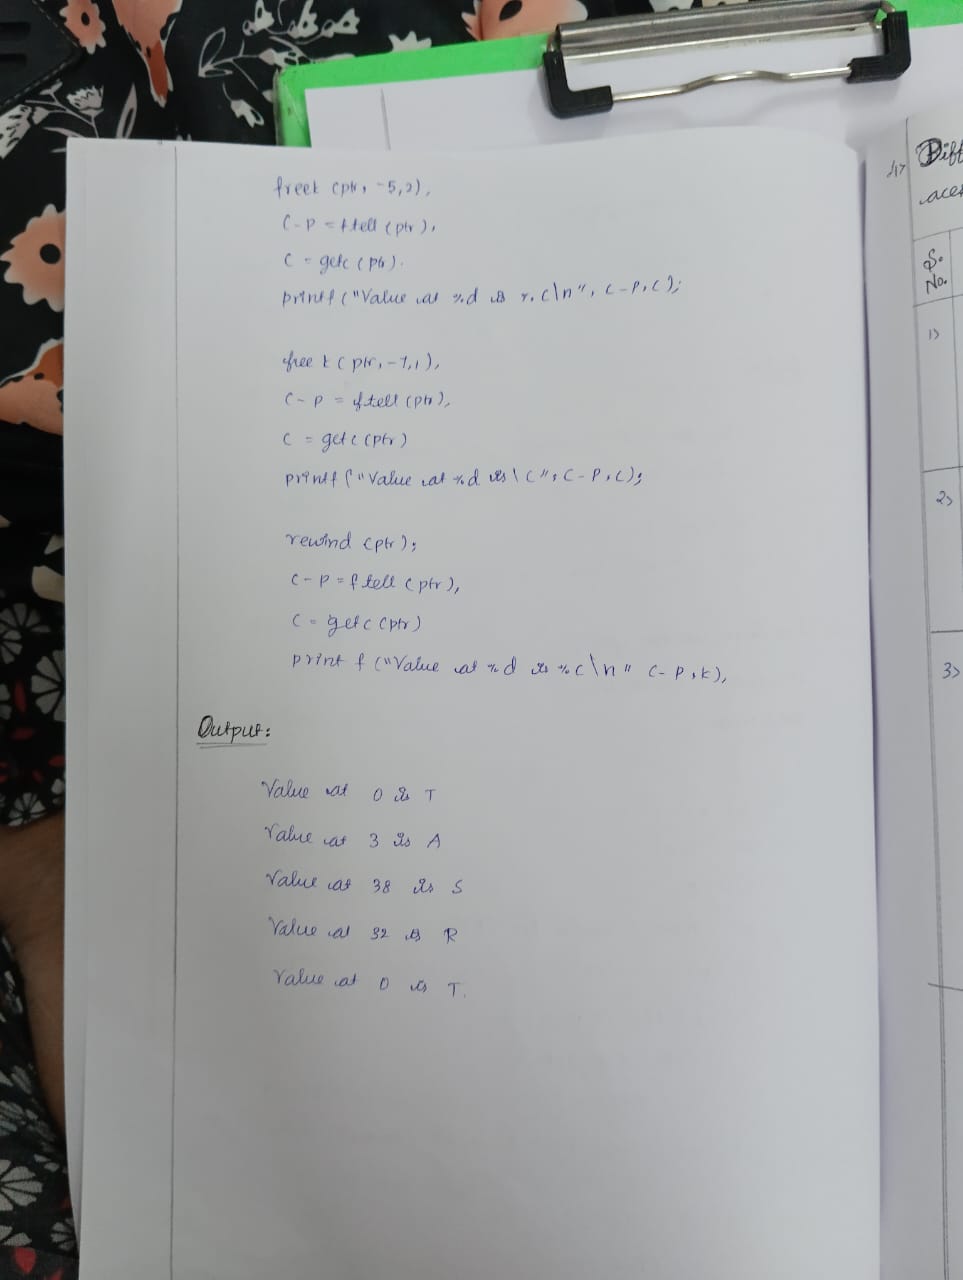 freek (ptr, -5,2),
C-P = ftell (ptr),
C = getc (ptr).
printf ("Value at %d is %.c\n", C-P,C);
free k (ptr, -7,1),
C-P = ftell (ptr),
C = getc (ptr)
printf ("Value at %d is \ C", C-P,C);
rewind (ptr);
C-P = f tell (ptr),
C = getc (ptr)
print f ("Value at %d is %c \n" C-P,k),
Output:
Value at 0 is T
Value at 3 is A
Value at 38 is S
Value at 32 is R
Value at 0 is T.
Diff
S.
No.
1)
2)
3)